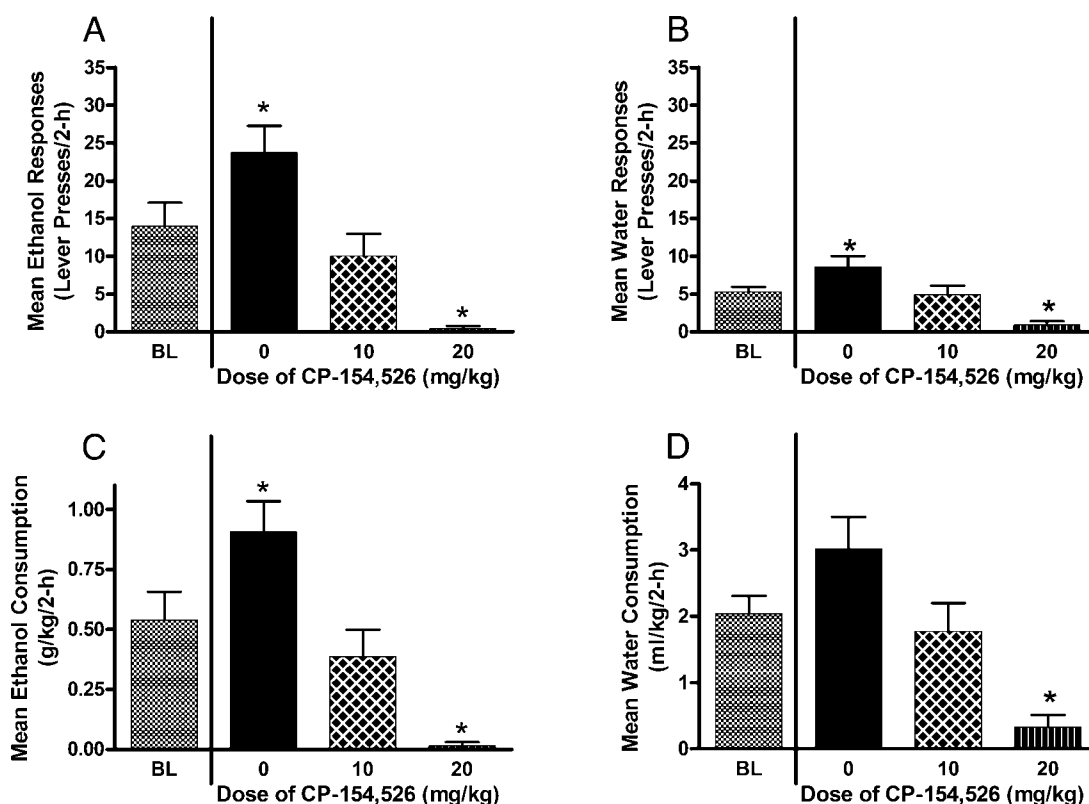 A
Mean Ethanol Responses
(Lever Presses/2-h)
35
30
25
20
15
10
5
0
*
*
BL
0
10
20
Dose of CP-154,526 (mg/kg)
B
Mean Water Responses
(Lever Presses/2-h)
35
30
25
20
15
10
5
0
*
*
BL
0
10
20
Dose of CP-154,526 (mg/kg)
C
Mean Ethanol Consumption
(g/kg/2-h)
1.00
0.75
0.50
0.25
0.00
*
*
BL
0
10
20
Dose of CP-154,526 (mg/kg)
D
Mean Water Consumption
(ml/kg/2-h)
4
3
2
1
0
*
BL
0
10
20
Dose of CP-154,526 (mg/kg)